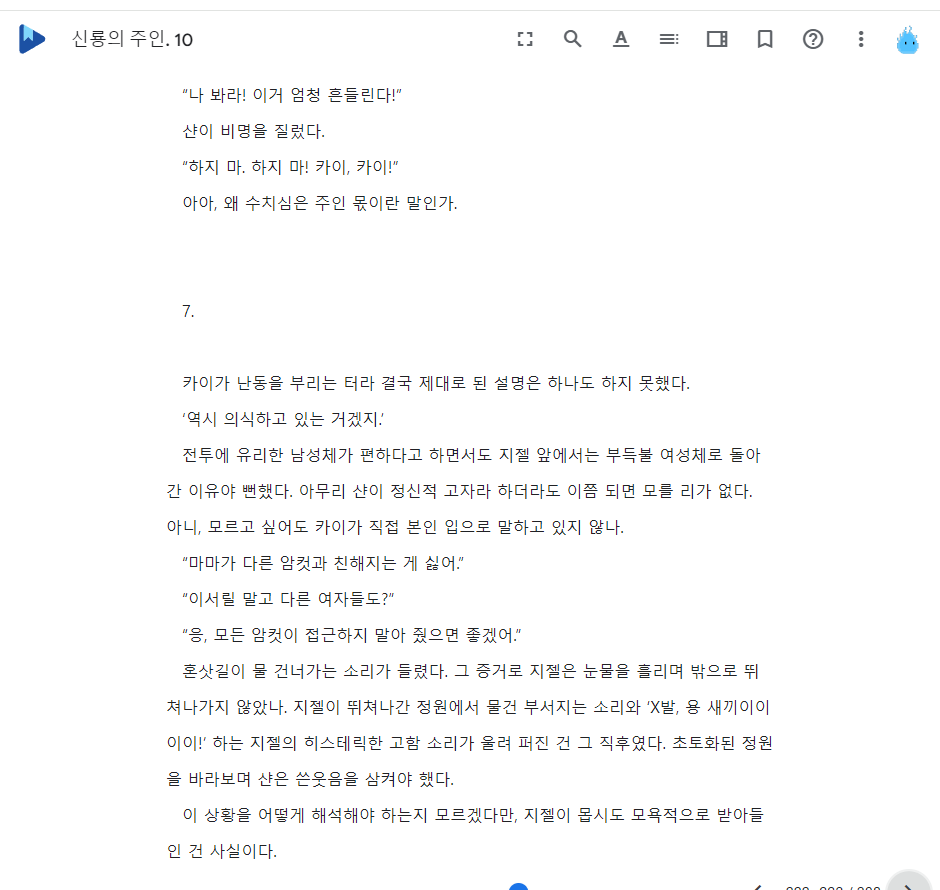 신룡의 주인. 10
“나 봐라! 이거 엄청 흔들린다!”
샨이 비명을 질렀다.
“하지 마. 하지 마! 카이, 카이!”
아아, 왜 수치심은 주인 몫이란 말인가.
7.
카이가 난동을 부리는 터라 결국 제대로 된 설명은 하나도 하지 못했다.
‘역시 의식하고 있는 거겠지.’
전투에 유리한 남성체가 편하다고 하면서도 지젤 앞에서는 부득불 여성체로 돌아
간 이유야 뻔했다. 아무리 샨이 정신적 고자라 하더라도 이쯤 되면 모를 리가 없다.
아니, 모르고 싶어도 카이가 직접 본인 입으로 말하고 있지 않나.
“마마가 다른 암컷과 친해지는 게 싫어.”
“이서릴 말고 다른 여자들도?”
“응, 모든 암컷이 접근하지 말아 줬으면 좋겠어.”
혼삿길이 물 건너가는 소리가 들렸다. 그 증거로 지젤은 눈물을 흘리며 밖으로 뛰
쳐나가지 않았나. 지젤이 뛰쳐나간 정원에서 물건 부서지는 소리와 ‘X발, 용 새끼이이
이이!’ 하는 지젤의 히스테릭한 고함 소리가 울려 퍼진 건 그 직후였다. 초토화된 정원
을 바라보며 샨은 쓴웃음을 삼켜야 했다.
이 상황을 어떻게 해석해야 하는지 모르겠다만, 지젤이 몹시도 모욕적으로 받아들
인 건 사실이다.